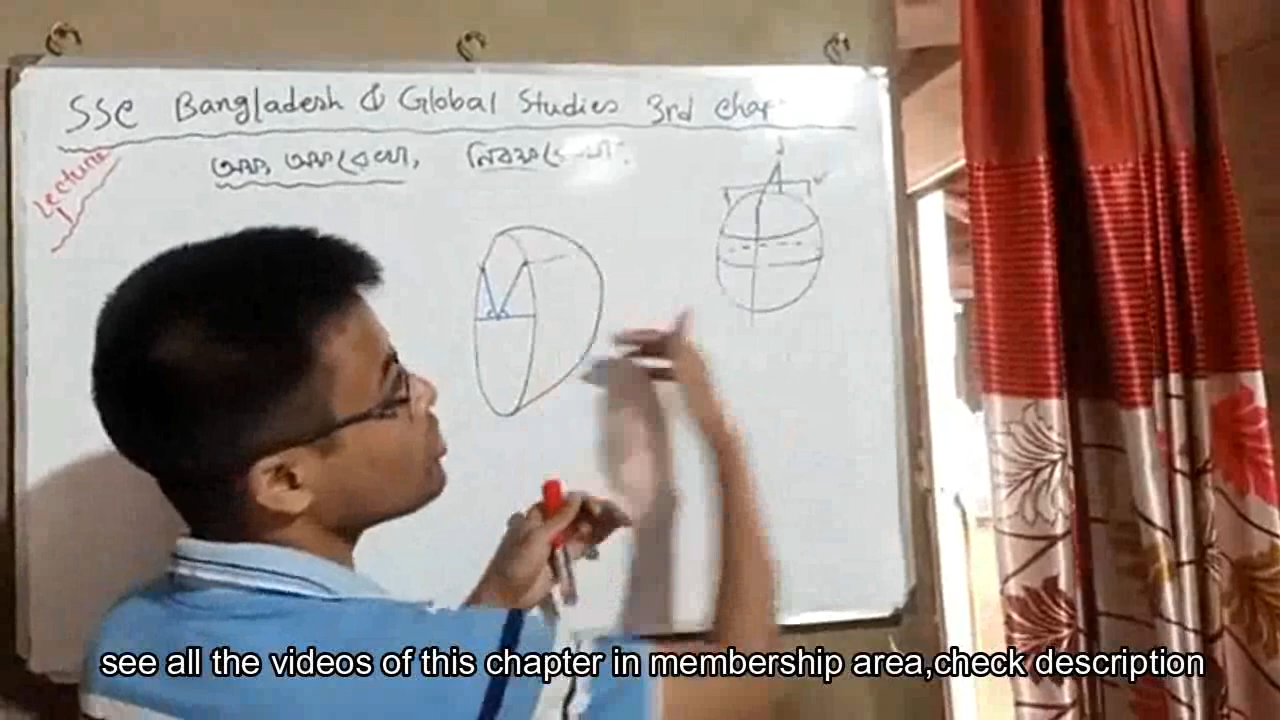 SSC Bangladesh & Global Studies 3rd Chap
Lecture 1
অক্ষ, অক্ষরেখা, নিরক্ষরেখা
see all the videos of this chapter in membership area,check description